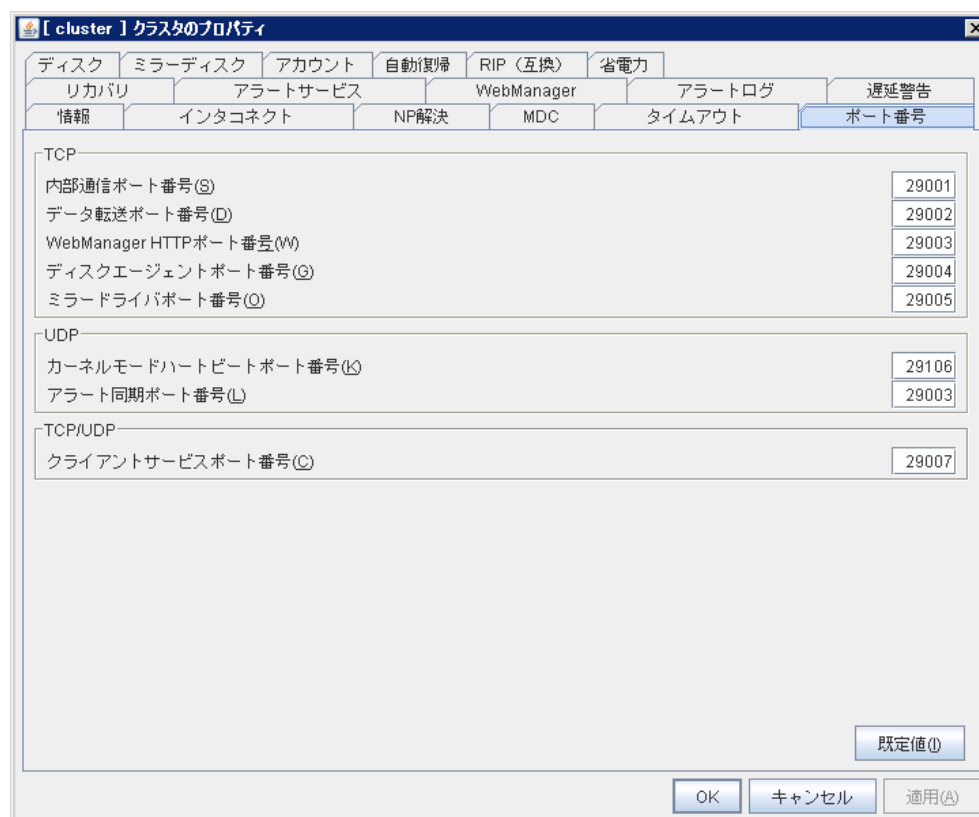 [ cluster ] クラスタのプロパティ
ディスク ミラーディスク アカウント 自動復帰 RIP（互換） 省電力
リカバリ アラートサービス WebManager アラートログ 遅延警告
情報 インタコネクト NP解決 MDC タイムアウト ポート番号
TCP
内部通信ポート番号(S) 29001
データ転送ポート番号(D) 29002
WebManager HTTPポート番号(W) 29003
ディスクエージェントポート番号(G) 29004
ミラードライバポート番号(O) 29005
UDP
カーネルモードハートビートポート番号(K) 29106
アラート同期ポート番号(L) 29003
TCP/UDP
クライアントサービスポート番号(C) 29007
既定値(I)
OK キャンセル 適用(A)